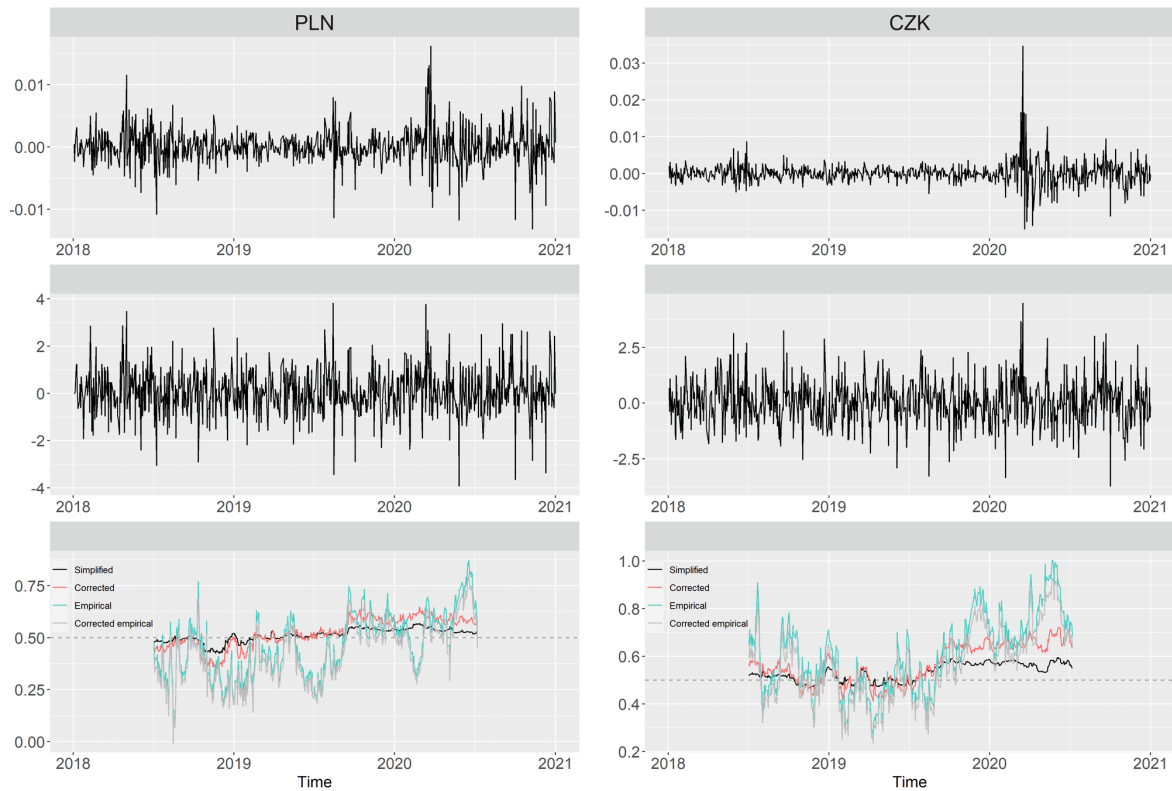 PLN
0.01
0.00
-0.01
2018 2019 2020 2021
4
2
0
-2
-4
2018 2019 2020 2021
Simplified
Corrected
Empirical
Corrected empirical
0.75
0.50
0.25
0.00
2018 2019 2020 2021
Time
CZK
0.03
0.02
0.01
0.00
-0.01
2018 2019 2020 2021
2.5
0.0
-2.5
2018 2019 2020 2021
Simplified
Corrected
Empirical
Corrected empirical
1.0
0.8
0.6
0.4
0.2
2018 2019 2020 2021
Time